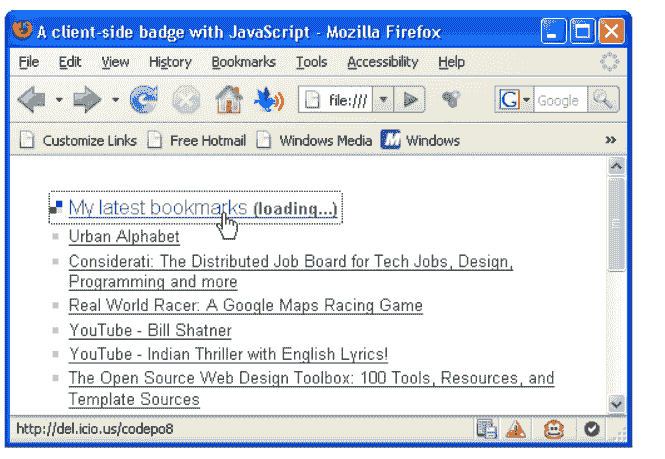 A client-side badge with JavaScript - Mozilla Firefox
File Edit View History Bookmarks Tools Accessibility Help
file:/// G Google
Customize Links Free Hotmail Windows Media Windows »
My latest bookmarks (loading...)
Urban Alphabet
Considerati: The Distributed Job Board for Tech Jobs, Design,
Programming and more
Real World Racer: A Google Maps Racing Game
YouTube - Bill Shatner
YouTube - Indian Thriller with English Lyrics!
The Open Source Web Design Toolbox: 100 Tools, Resources, and
Template Sources
http://del.icio.us/codepo8